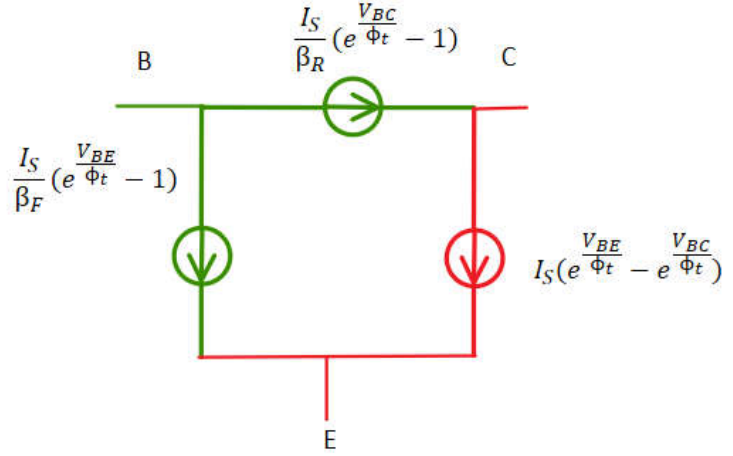 I_S/β_R (e^(V_BC/ϕ_t) − 1)
B
C
I_S/β_F (e^(V_BE/ϕ_t) − 1)
I_S(e^(V_BE/ϕ_t) − e^(V_BC/ϕ_t))
E